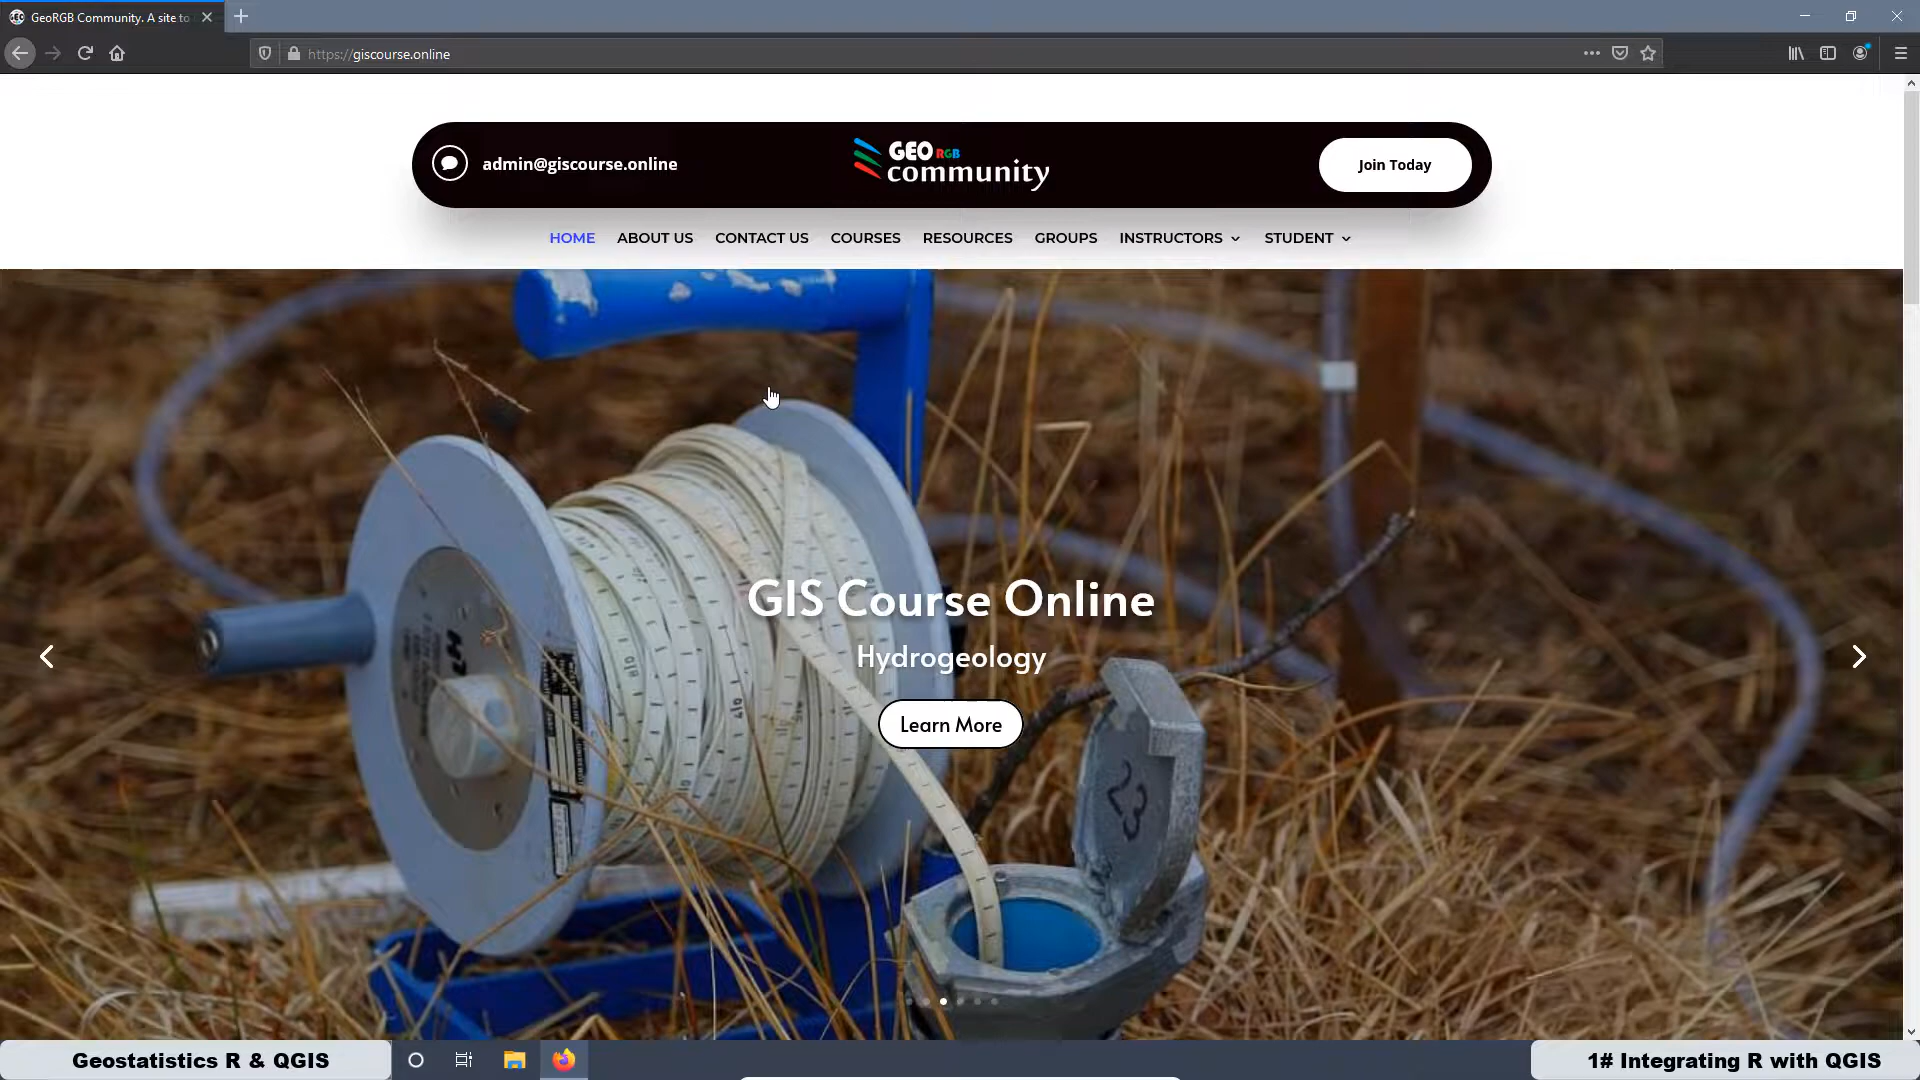 GeoRGB Community. A site to
https://giscourse.online
admin@giscourse.online
GEO RGB
community
Join Today
HOME
ABOUT US
CONTACT US
COURSES
RESOURCES
GROUPS
INSTRUCTORS
STUDENT
GIS Course Online
Hydrogeology
Learn More
23
Geostatistics R & QGIS
1# Integrating R with QGIS